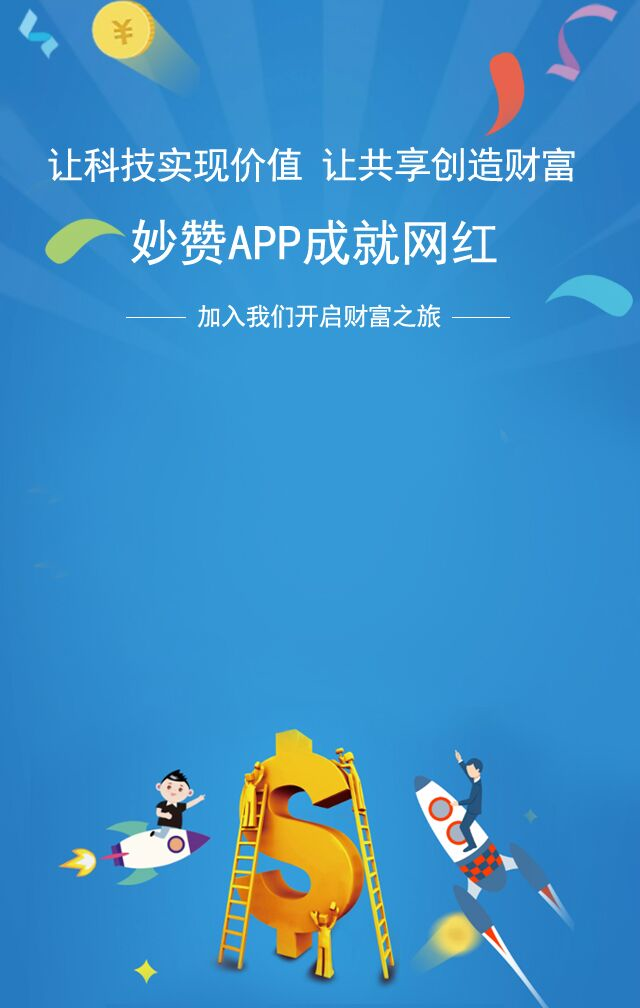 让科技实现价值 让共享创造财富
妙赞APP成就网红
加入我们开启财富之旅